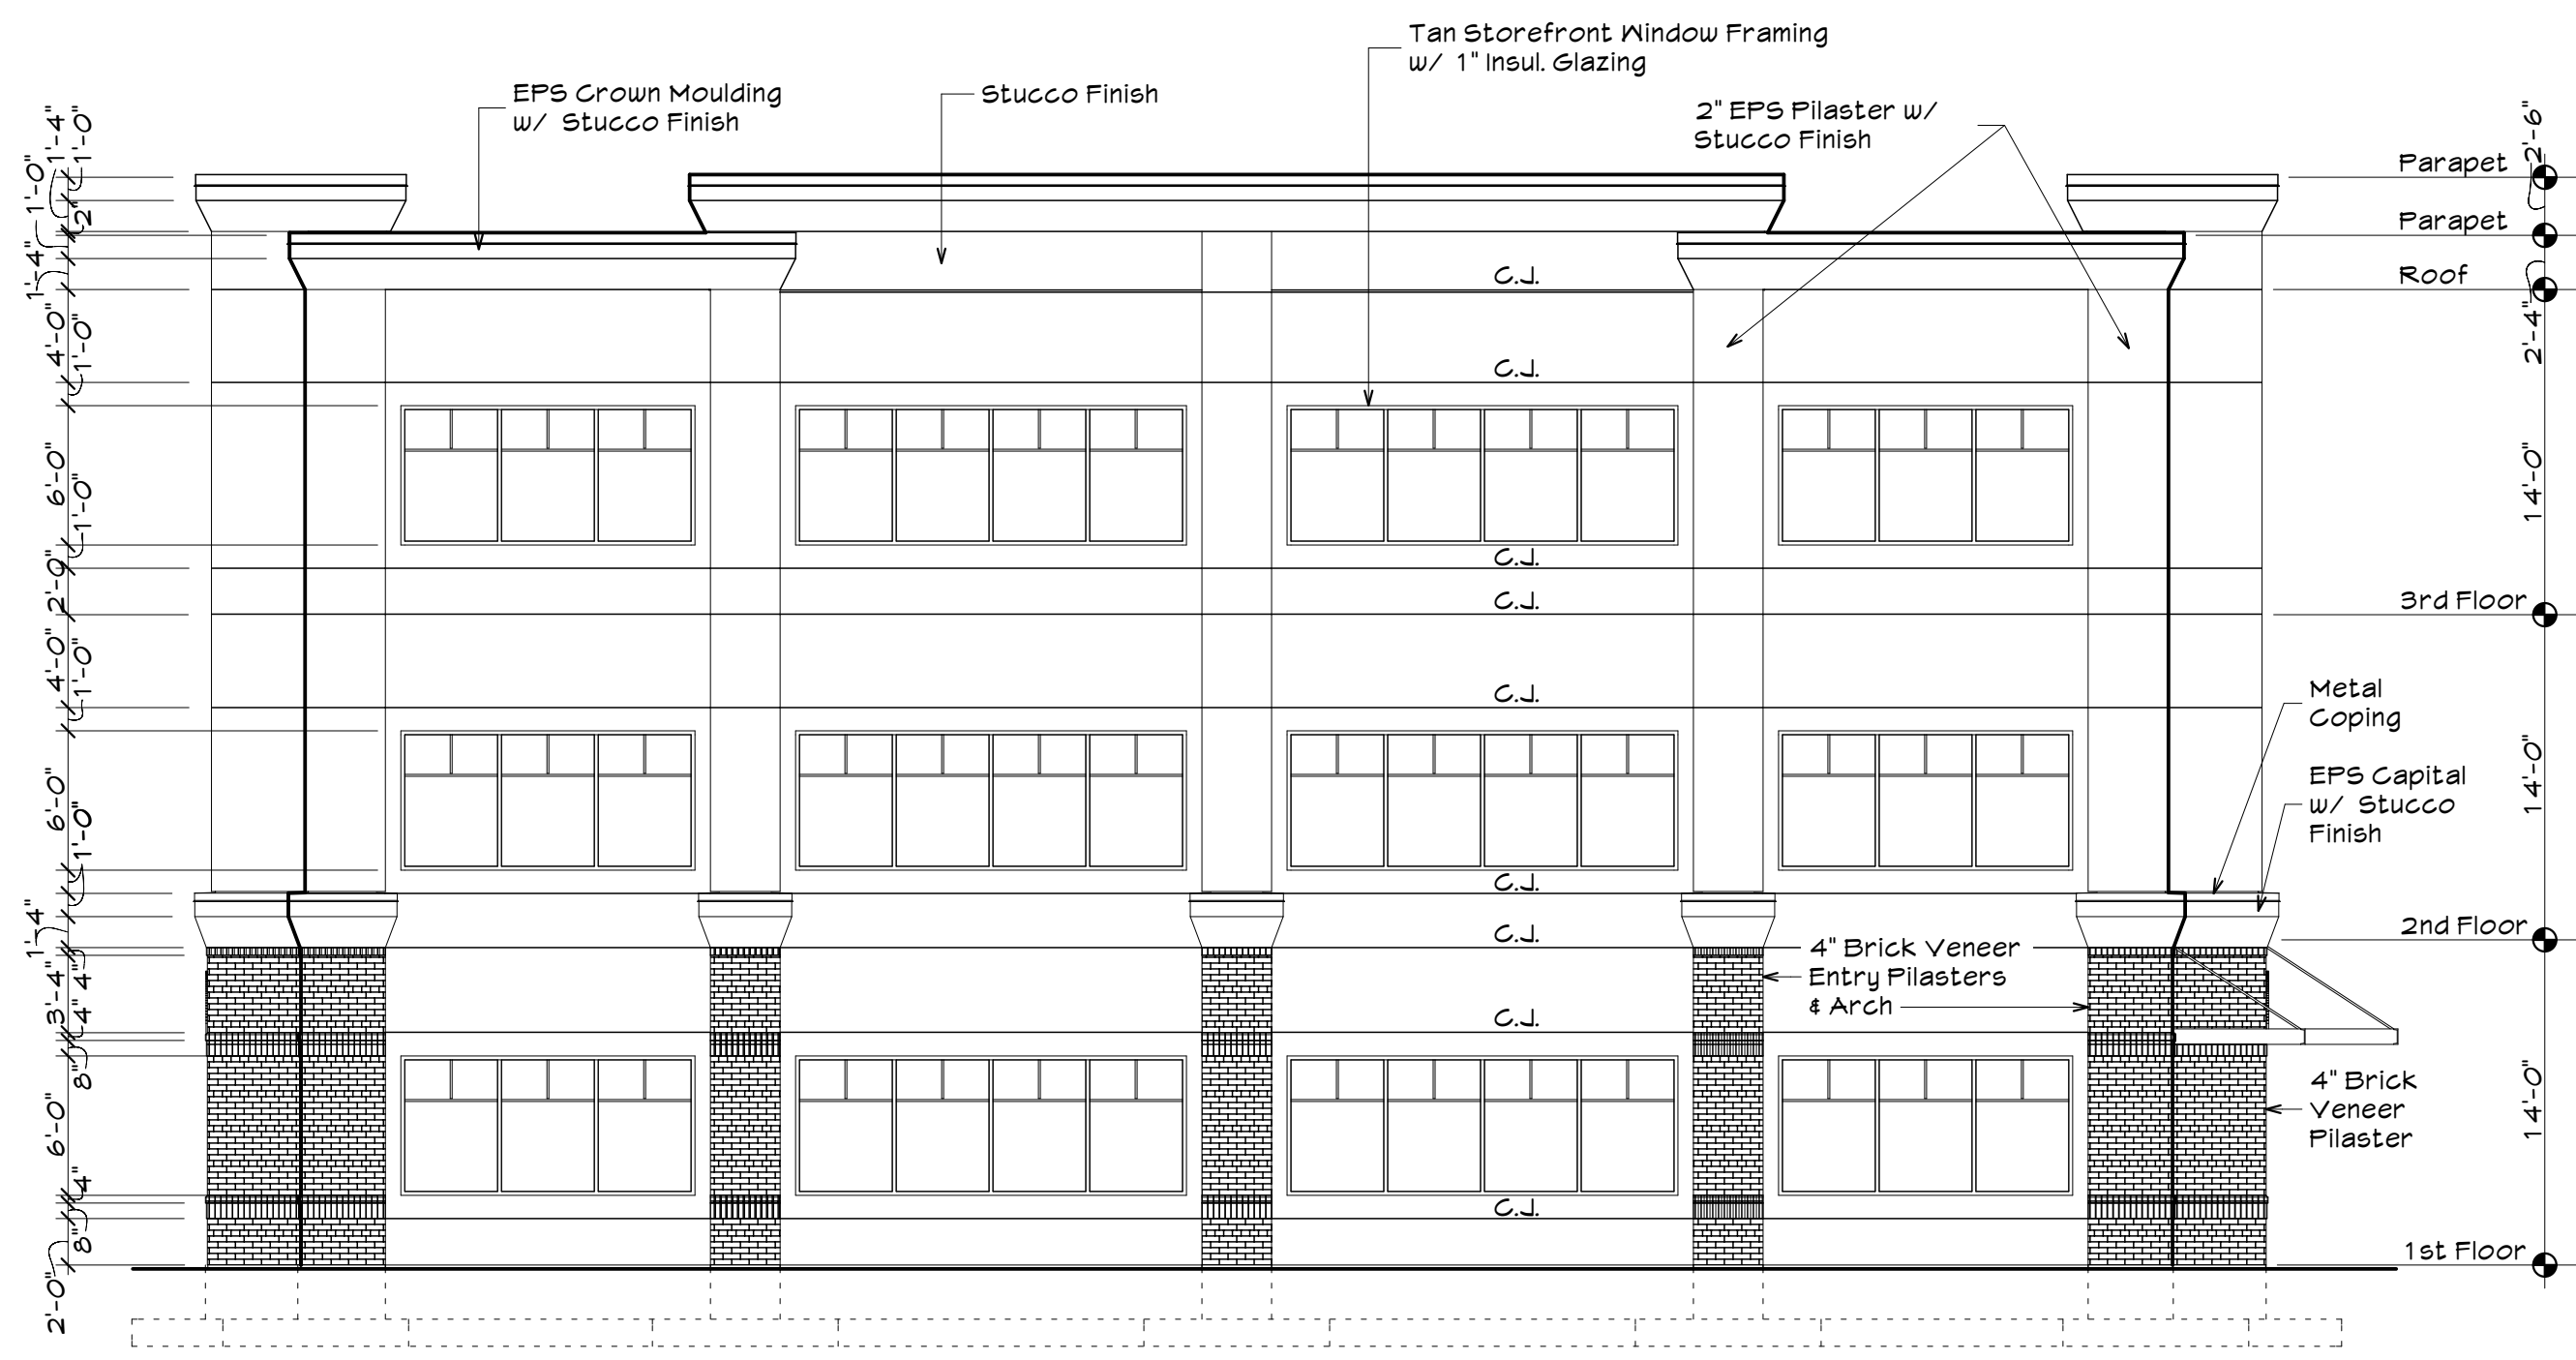 Tan Storefront Window Framing
w/ 1" Insul. Glazing
EPS Crown Moulding
w/ Stucco Finish
Stucco Finish
2" EPS Pilaster w/
Stucco Finish
1'-4"
1'-0"
1'-0"
2"
1'-4"
4'-0"
1'-0"
6'-0"
1'-0"
2'-0"
4'-0"
1'-0"
6'-0"
1'-0"
1'-4"
4"
3'-4"
4"
8"
6'-0"
4"
8"
2'-0"
C.J.
C.J.
C.J.
C.J.
C.J.
C.J.
C.J.
C.J.
C.J.
Parapet
2'-6"
Parapet
Roof
2'-4"
14'-0"
3rd Floor
Metal
Coping
14'-0"
EPS Capital
w/ Stucco
Finish
2nd Floor
4" Brick Veneer
Entry Pilasters
& Arch
14'-0"
4" Brick
Veneer
Pilaster
1st Floor